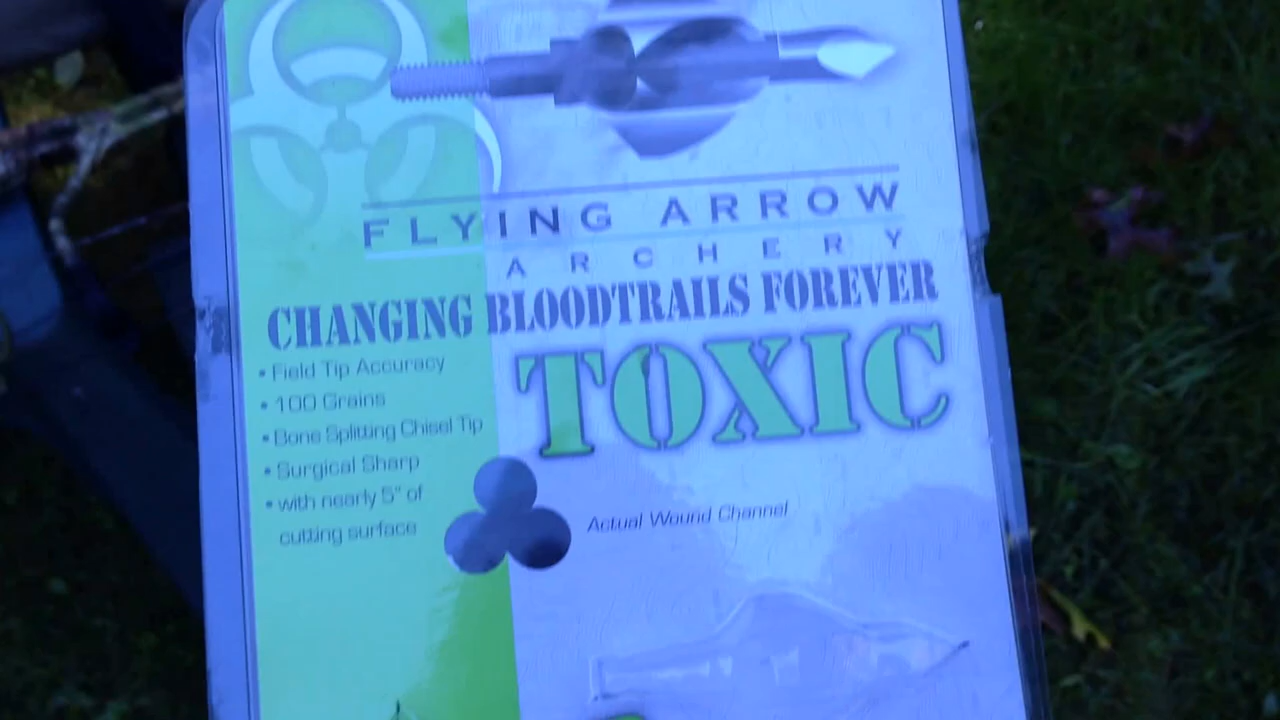 FLYING ARROW
ARCHERY
CHANGING BLOODTRAILS FOREVER
TOXIC
• Field Tip Accuracy
• 100 Grains
• Bone Splitting Chisel Tip
• Surgical Sharp
• with nearly 5" of
cutting surface
Actual Wound Channel